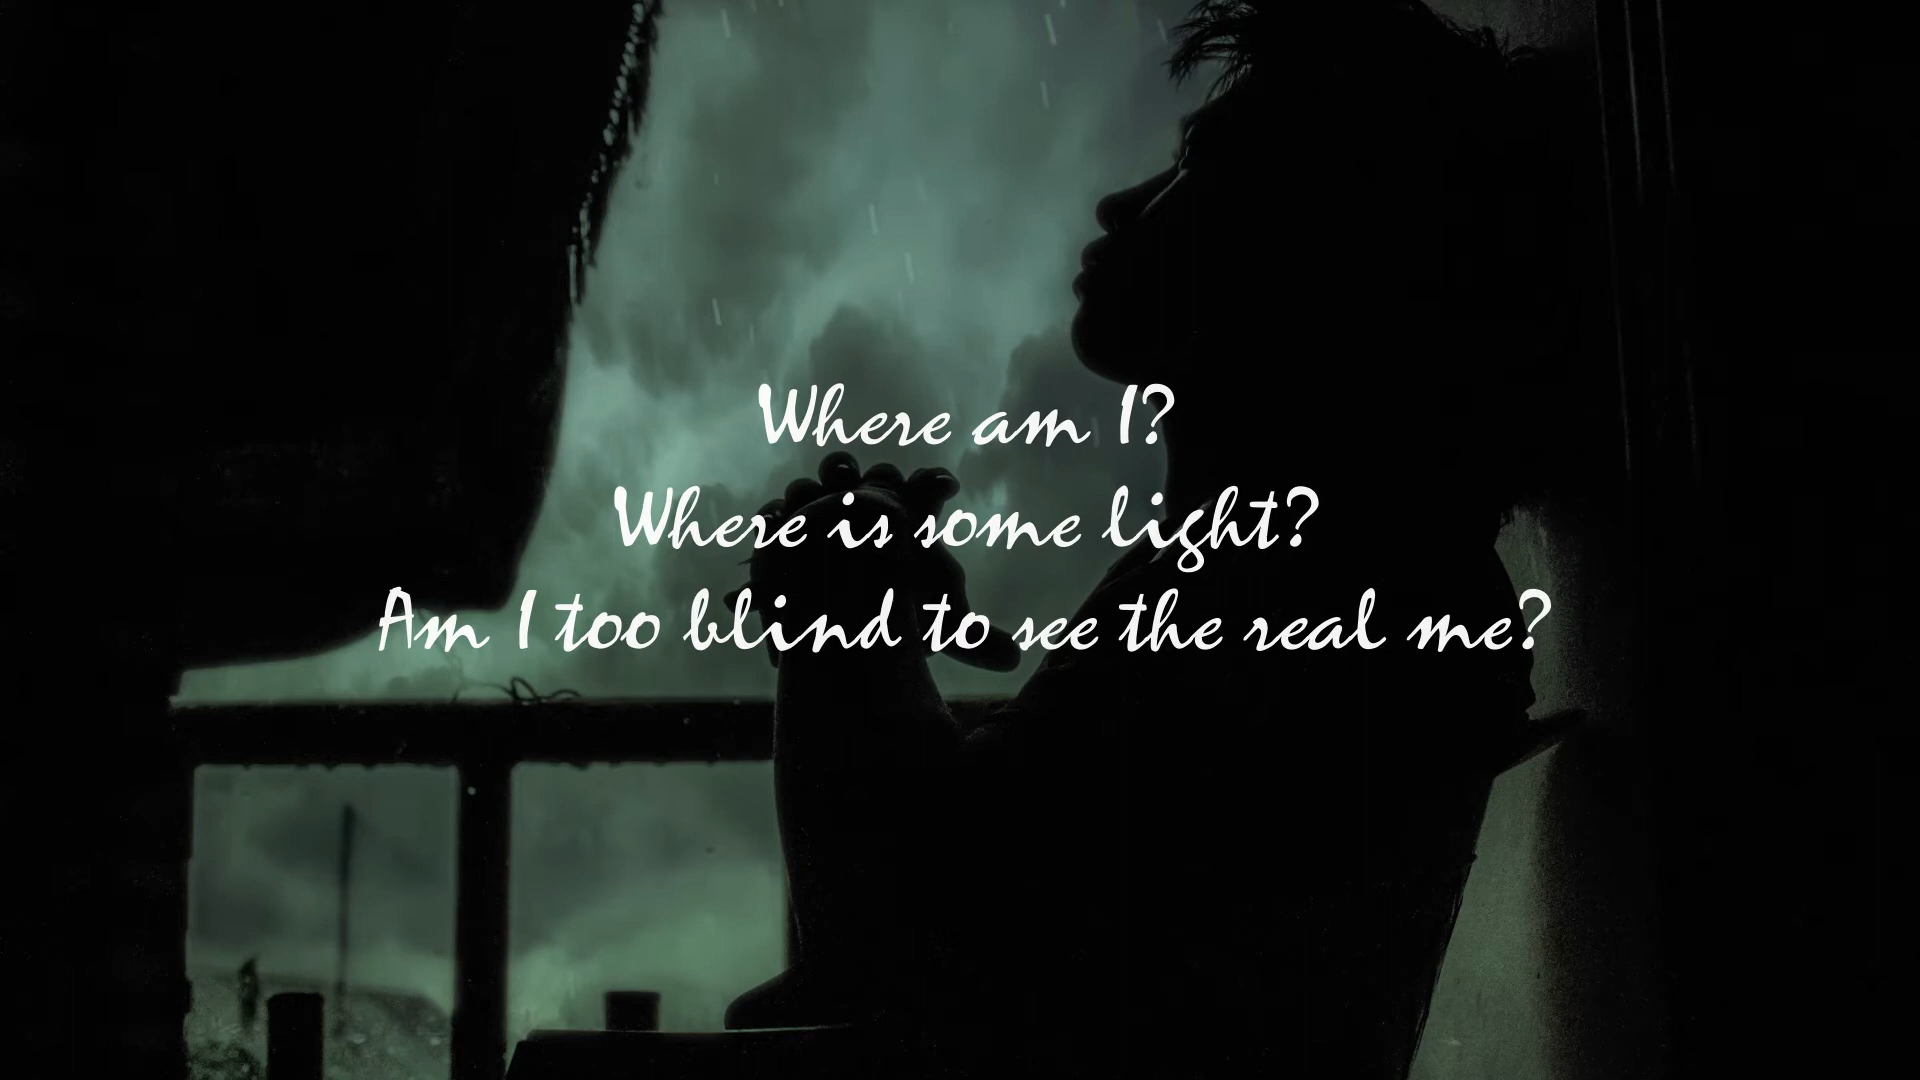 Where am I?
Where is some light?
Am I too blind to see the real me?